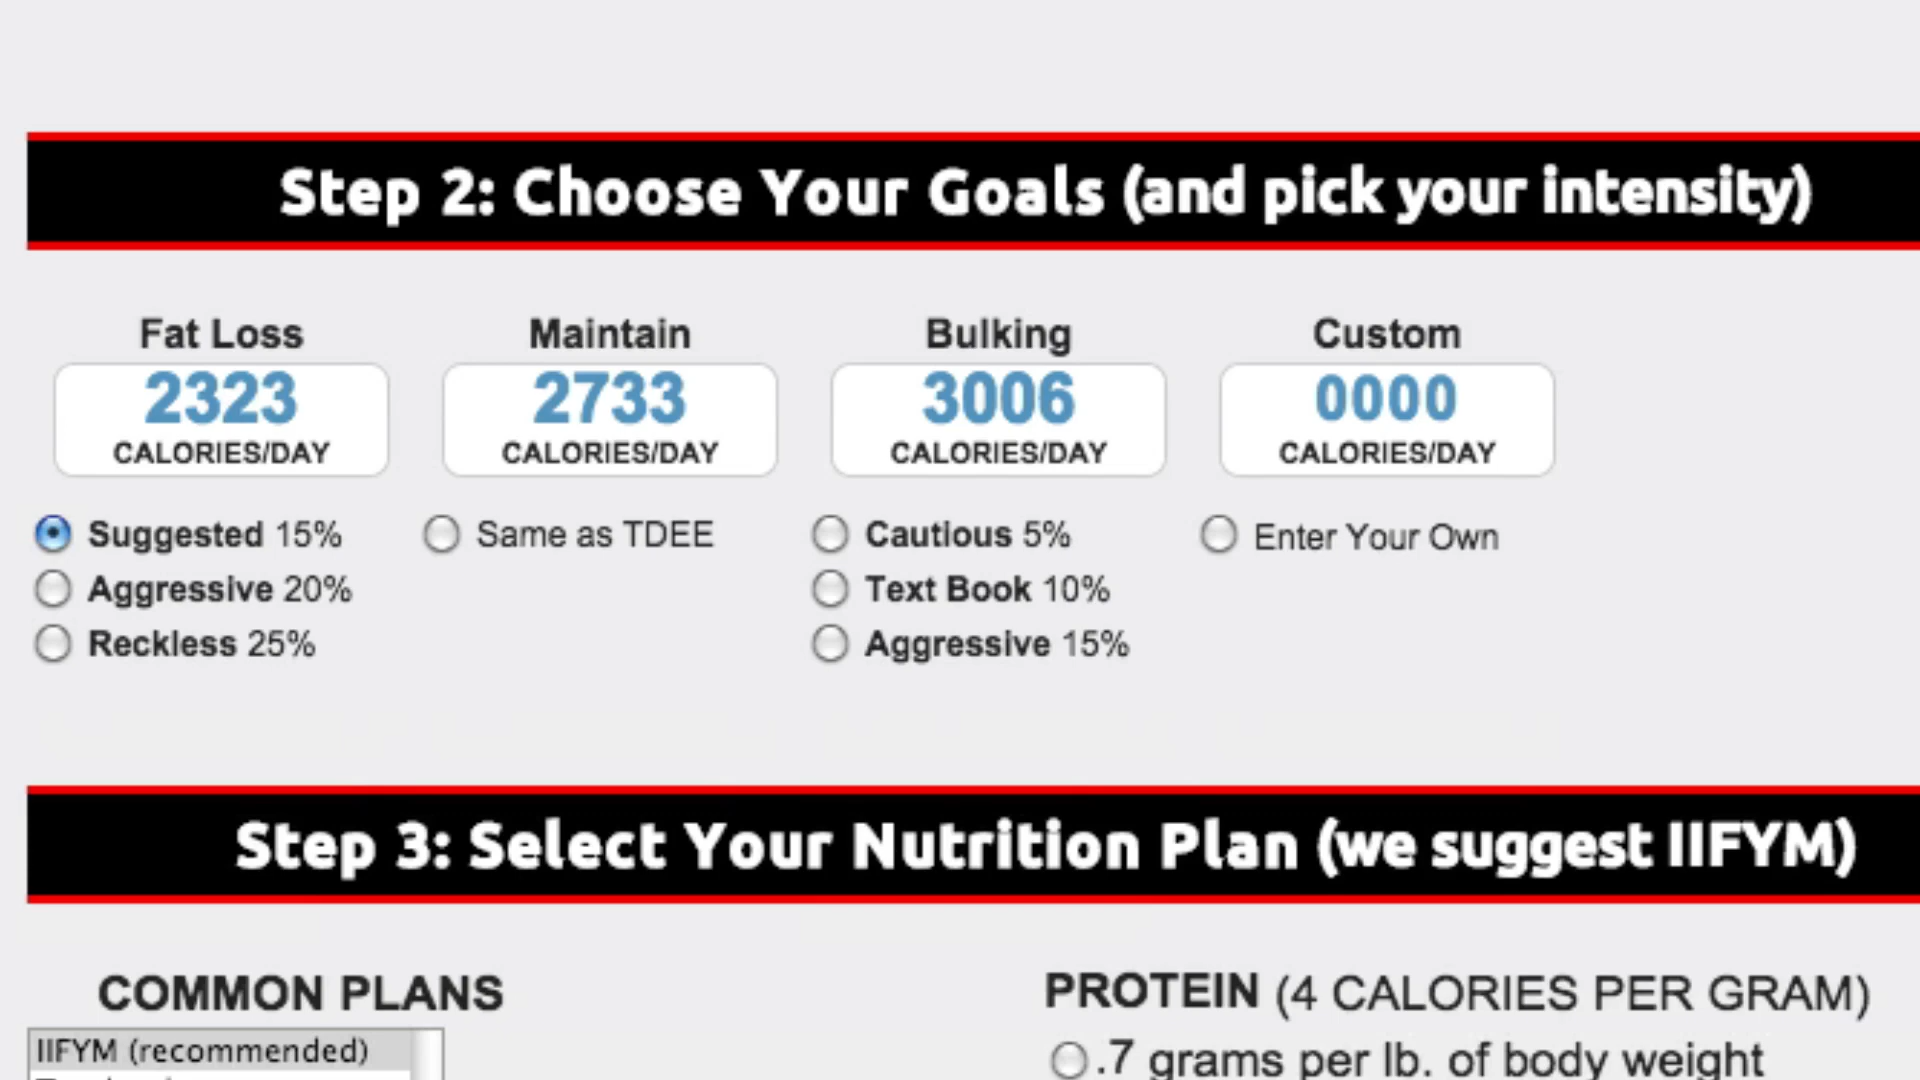 Step 2: Choose Your Goals (and pick your intensity)
Fat Loss
2323
CALORIES/DAY
Suggested 15%
Aggressive 20%
Reckless 25%
Maintain
2733
CALORIES/DAY
Same as TDEE
Bulking
3006
CALORIES/DAY
Cautious 5%
Text Book 10%
Aggressive 15%
Custom
0000
CALORIES/DAY
Enter Your Own
Step 3: Select Your Nutrition Plan (we suggest IIFYM)
COMMON PLANS
IIFYM (recommended)
PROTEIN (4 CALORIES PER GRAM)
.7 grams per lb. of body weight